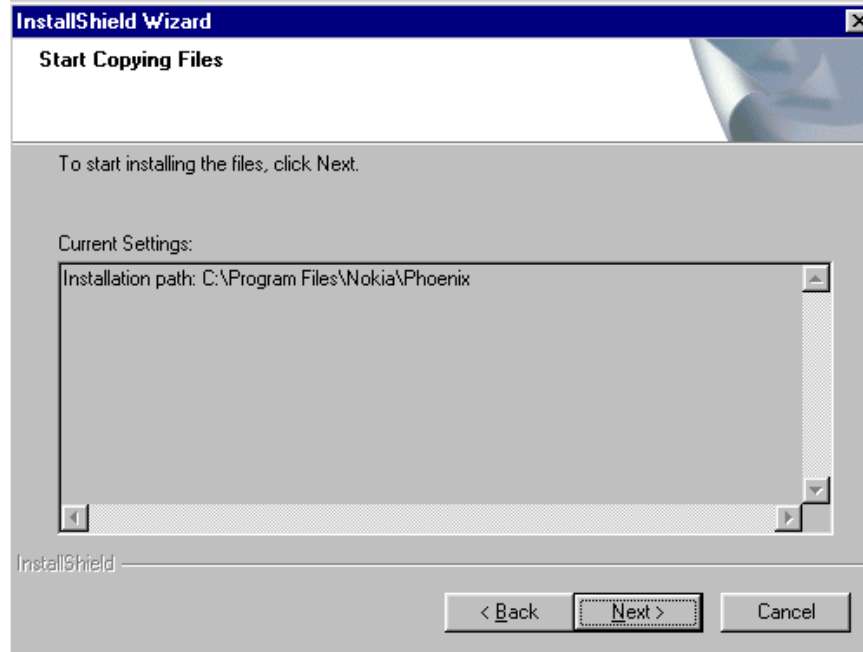 InstallShield Wizard
Start Copying Files
To start installing the files, click Next.
Current Settings:
Installation path: C:\Program Files\Nokia\Phoenix
InstallShield
< Back Next > Cancel